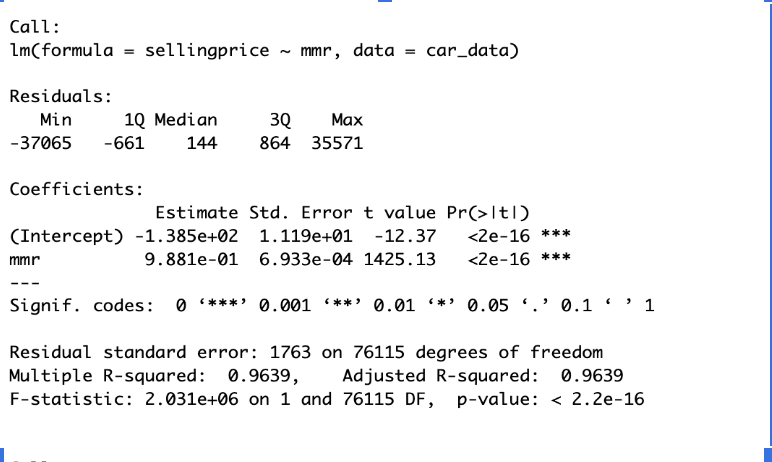 Call:
lm(formula = sellingprice ~ mmr, data = car_data)
Residuals:
Min 1Q Median 3Q Max
-37065 -661 144 864 35571
Coefficients:
Estimate Std. Error t value Pr(>|t|)
(Intercept) -1.385e+02 1.119e+01 -12.37 <2e-16 ***
mmr 9.881e-01 6.933e-04 1425.13 <2e-16 ***
---
Signif. codes: 0 ‘***’ 0.001 ‘**’ 0.01 ‘*’ 0.05 ‘.’ 0.1 ‘ ’ 1
Residual standard error: 1763 on 76115 degrees of freedom
Multiple R-squared: 0.9639, Adjusted R-squared: 0.9639
F-statistic: 2.031e+06 on 1 and 76115 DF, p-value: < 2.2e-16